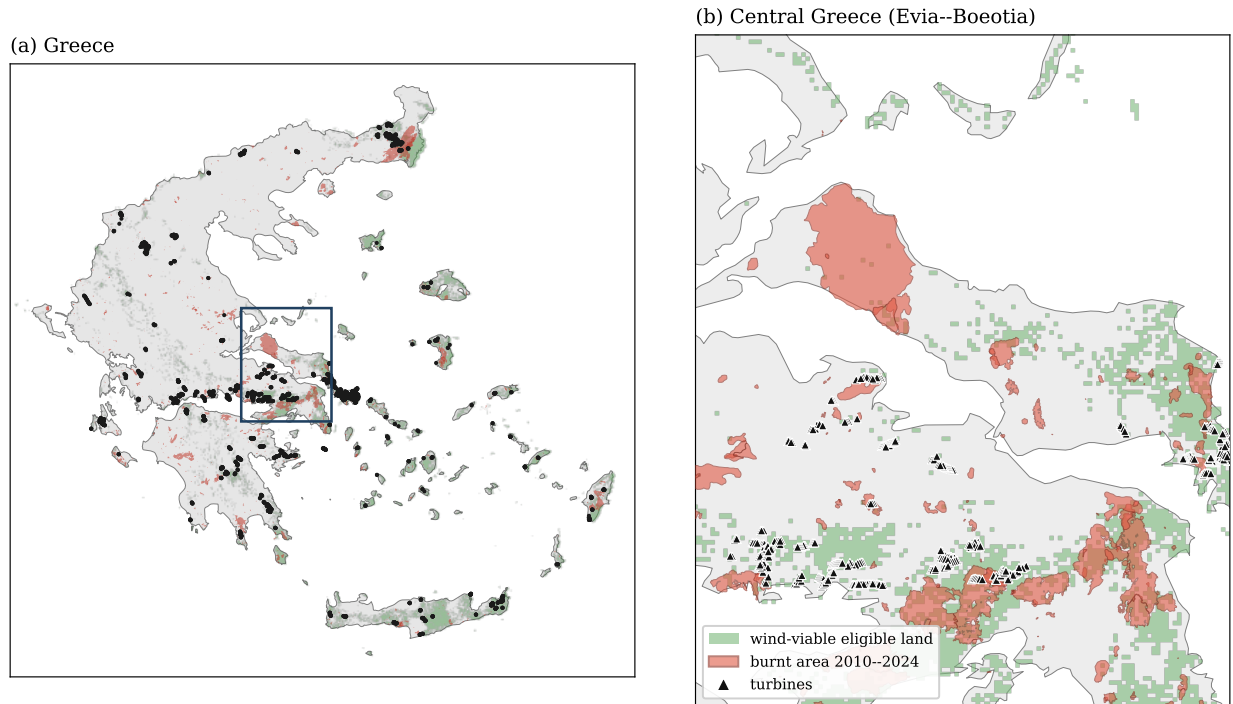 (a) Greece
(b) Central Greece (Evia--Boeotia)
wind-viable eligible land
burnt area 2010--2024
turbines